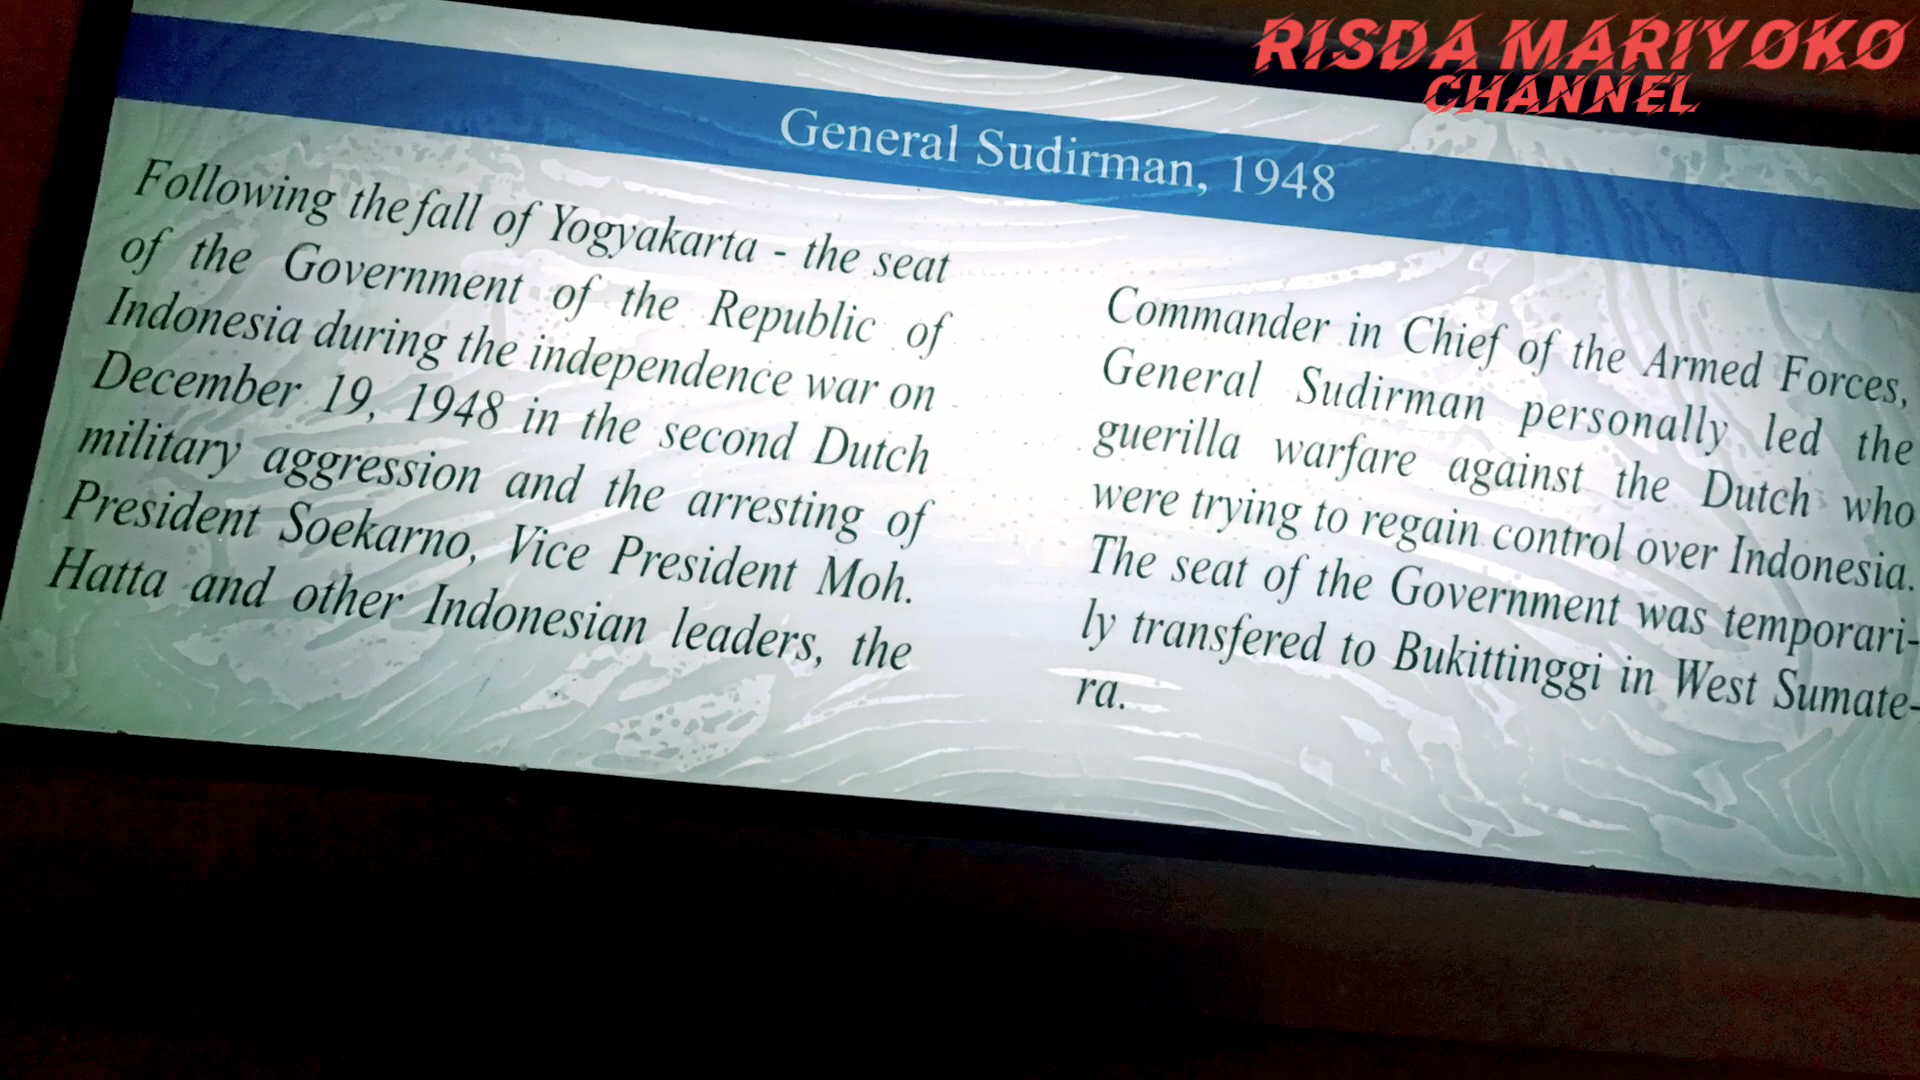 RISDA MARIYOKO
CHANNEL
General Sudirman, 1948
Following the fall of Yogyakarta - the seat
of the Government of the Republic of
Indonesia during the independence war on
December 19, 1948 in the second Dutch
military aggression and the arresting of
President Soekarno, Vice President Moh.
Hatta and other Indonesian leaders, the
Commander in Chief of the Armed Forces,
General Sudirman personally led the
guerilla warfare against the Dutch who
were trying to regain control over Indonesia.
The seat of the Government was temporari-
ly transfered to Bukittinggi in West Sumate-
ra.